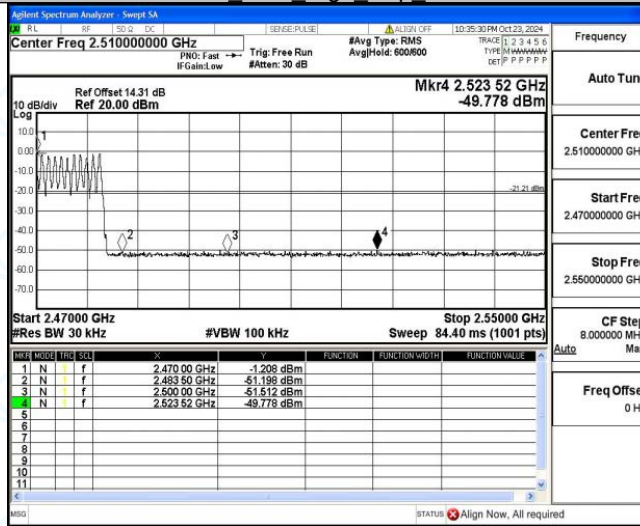 Agilent Spectrum Analyzer - Swept SA
RL RF 50 Ω DC SENSE:PULSE ALIGN OFF 10:35:30 PM Oct 23, 2024
Center Freq 2.510000000 GHz
PNO: Fast
IFGain:Low
Trig: Free Run
#Atten: 30 dB
#Avg Type: RMS
Avg|Hold: 600/600
TRACE 1 2 3 4 5 6
TYPE M WWWWW
DET P P P P P P
Ref Offset 14.31 dB
Ref 20.00 dBm
10 dB/div
Log
Mkr4 2.523 52 GHz
-49.778 dBm
10.0
0.00
-10.0
-20.0
-30.0
-40.0
-50.0
-60.0
-70.0
1
2
3
4
-21.21 dBm
Start 2.47000 GHz
Stop 2.55000 GHz
#Res BW 30 kHz
#VBW 100 kHz
Sweep 84.40 ms (1001 pts)
MKR MODE TRC SCL X Y FUNCTION FUNCTION WIDTH FUNCTION VALUE
1 N 1 f 2.470 00 GHz -1.208 dBm
2 N 1 f 2.483 50 GHz -51.198 dBm
3 N 1 f 2.500 00 GHz -51.512 dBm
4 N 1 f 2.523 52 GHz -49.778 dBm
5
6
7
8
9
10
11
MSG
STATUS Align Now, All required
Frequency
Auto Tun
Center Fre
2.510000000 GH
Start Fre
2.470000000 GH
Stop Fre
2.550000000 GH
CF Step
8.000000 MH
Auto Ma
Freq Offse
0 H